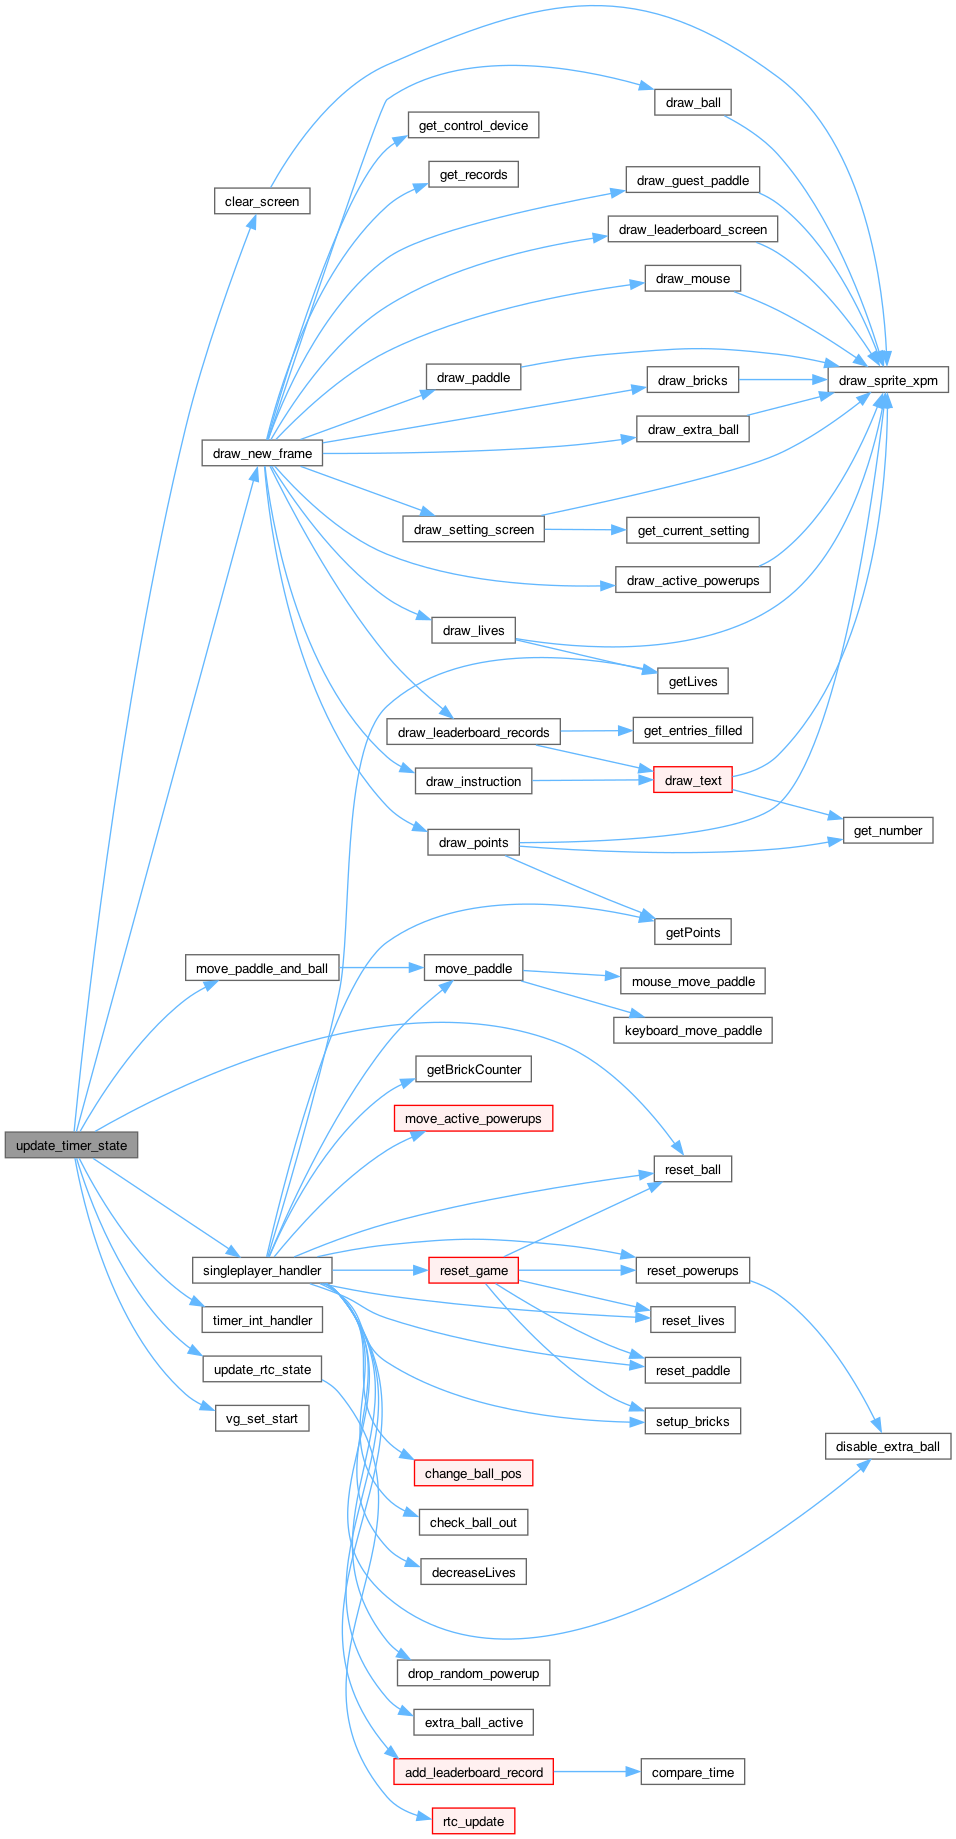 draw_ball
get_control_device
get_records
draw_guest_paddle
clear_screen
draw_leaderboard_screen
draw_mouse
draw_paddle
draw_bricks
draw_sprite_xpm
draw_extra_ball
draw_new_frame
draw_setting_screen
get_current_setting
draw_active_powerups
draw_lives
getLives
draw_leaderboard_records
get_entries_filled
draw_instruction
draw_text
get_number
draw_points
getPoints
move_paddle_and_ball
move_paddle
mouse_move_paddle
keyboard_move_paddle
getBrickCounter
move_active_powerups
update_timer_state
reset_ball
singleplayer_handler
reset_game
reset_powerups
timer_int_handler
reset_lives
update_rtc_state
reset_paddle
vg_set_start
setup_bricks
disable_extra_ball
change_ball_pos
check_ball_out
decreaseLives
drop_random_powerup
extra_ball_active
add_leaderboard_record
compare_time
rtc_update